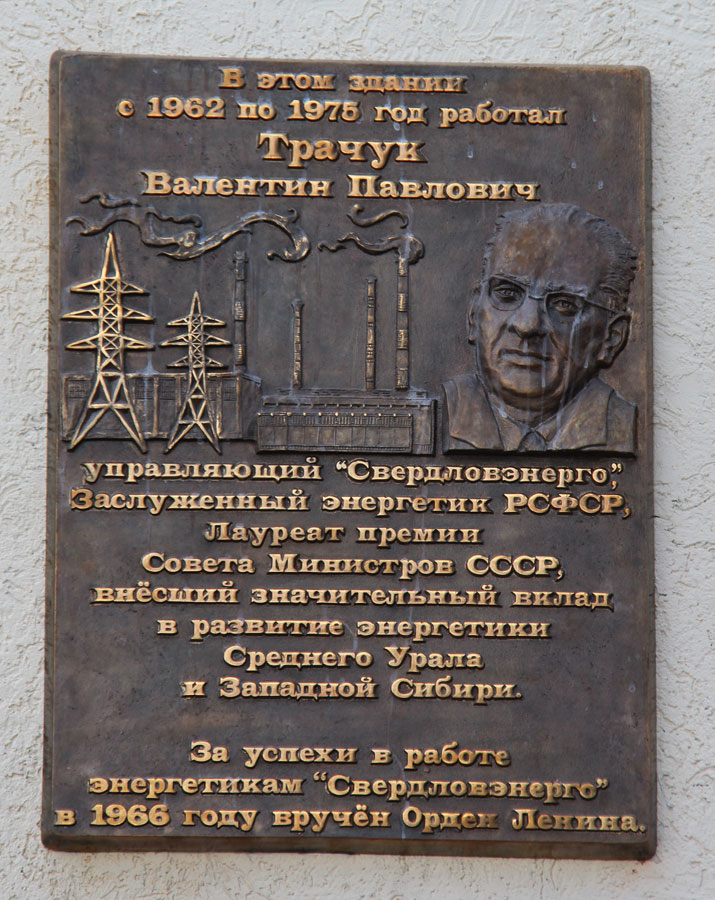 В этом здании
с 1962 по 1975 год работал
Трачук
Валентин Павлович
управляющий "Свердловэнерго",
Заслуженный энергетик РСФСР,
Лауреат премии
Совета Министров СССР,
внёсший значительный вклад
в развитие энергетики
Среднего Урала
и Западной Сибири.
За успехи в работе
энергетикам "Свердловэнерго"
в 1966 году вручён Орден Ленина.